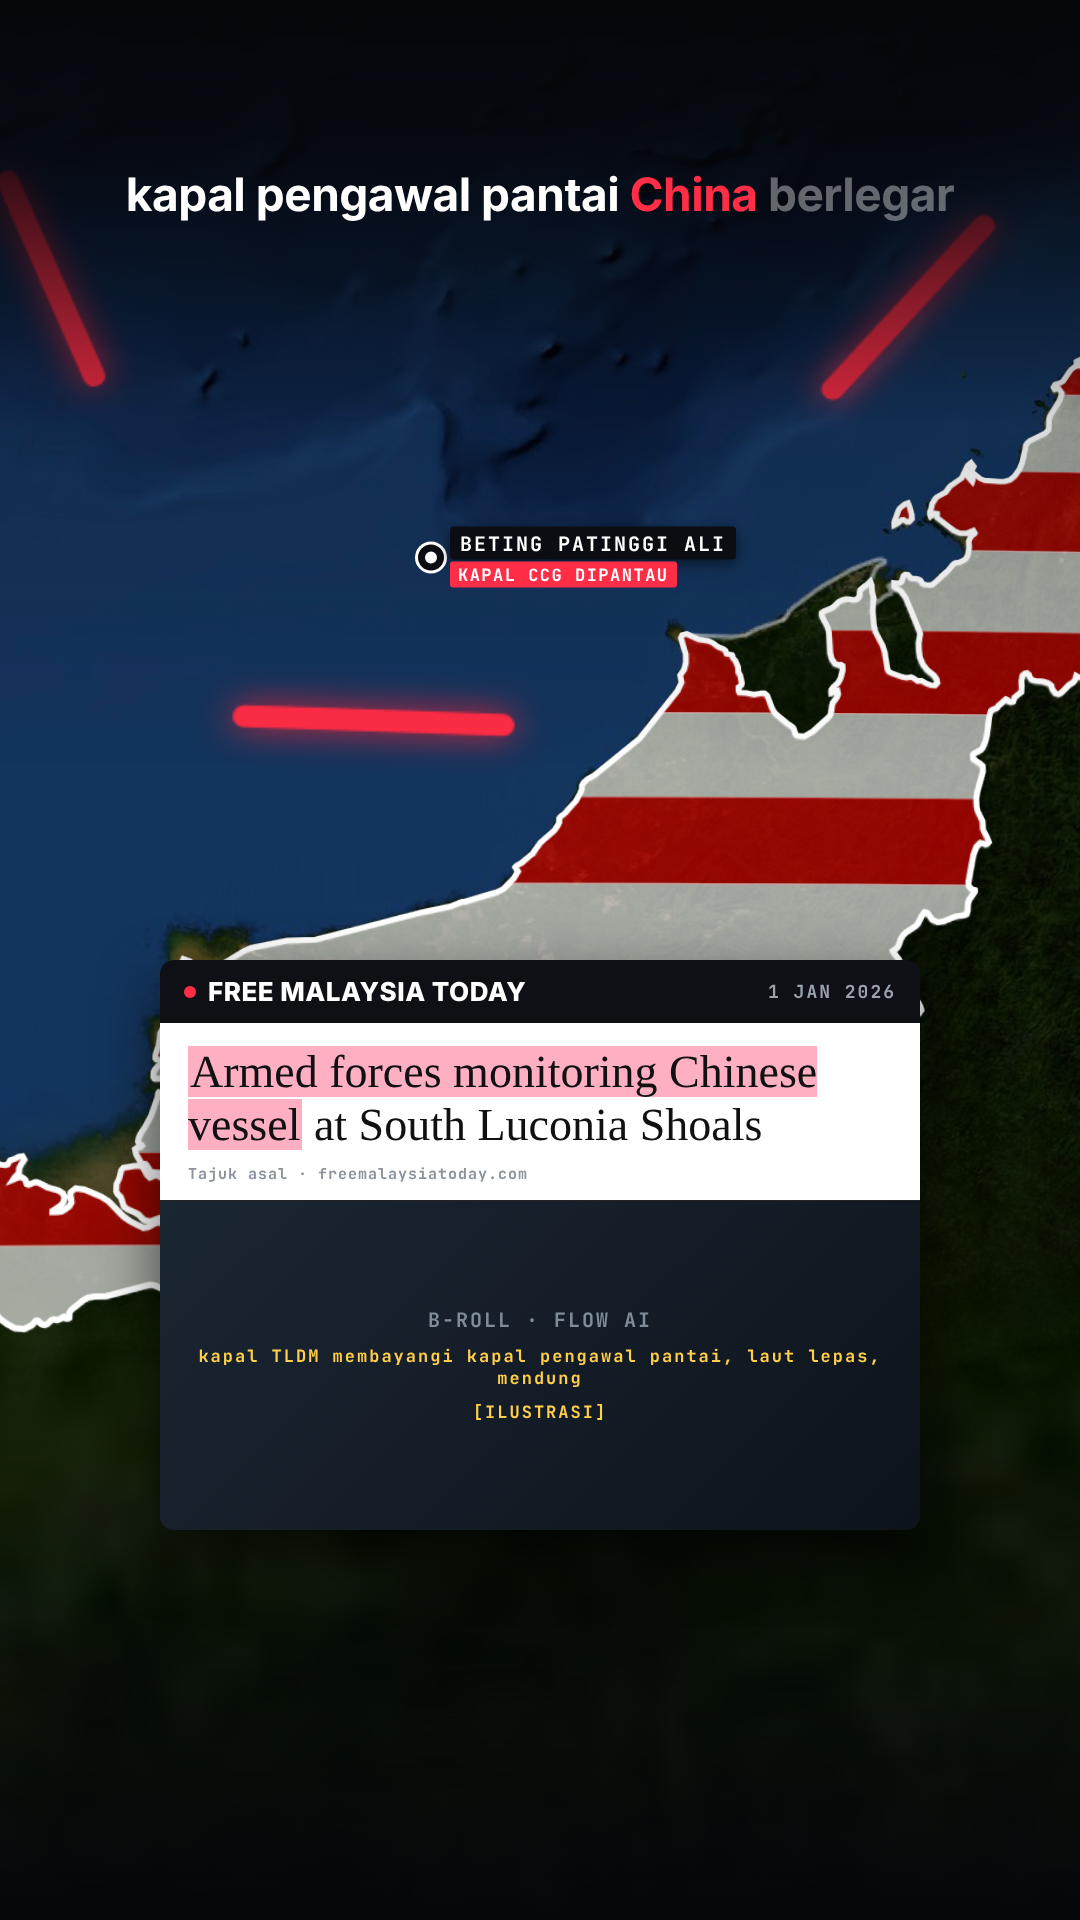 kapal pengawal pantai China berlegar
BETING PATINGGI ALI
KAPAL CCG DIPANTAU
FREE MALAYSIA TODAY
1 JAN 2026
Armed forces monitoring Chinese
vessel at South Luconia Shoals
Tajuk asal · freemalaysiatoday.com
B-ROLL · FLOW AI
kapal TLDM membayangi kapal pengawal pantai, laut lepas,
mendung
[ILUSTRASI]